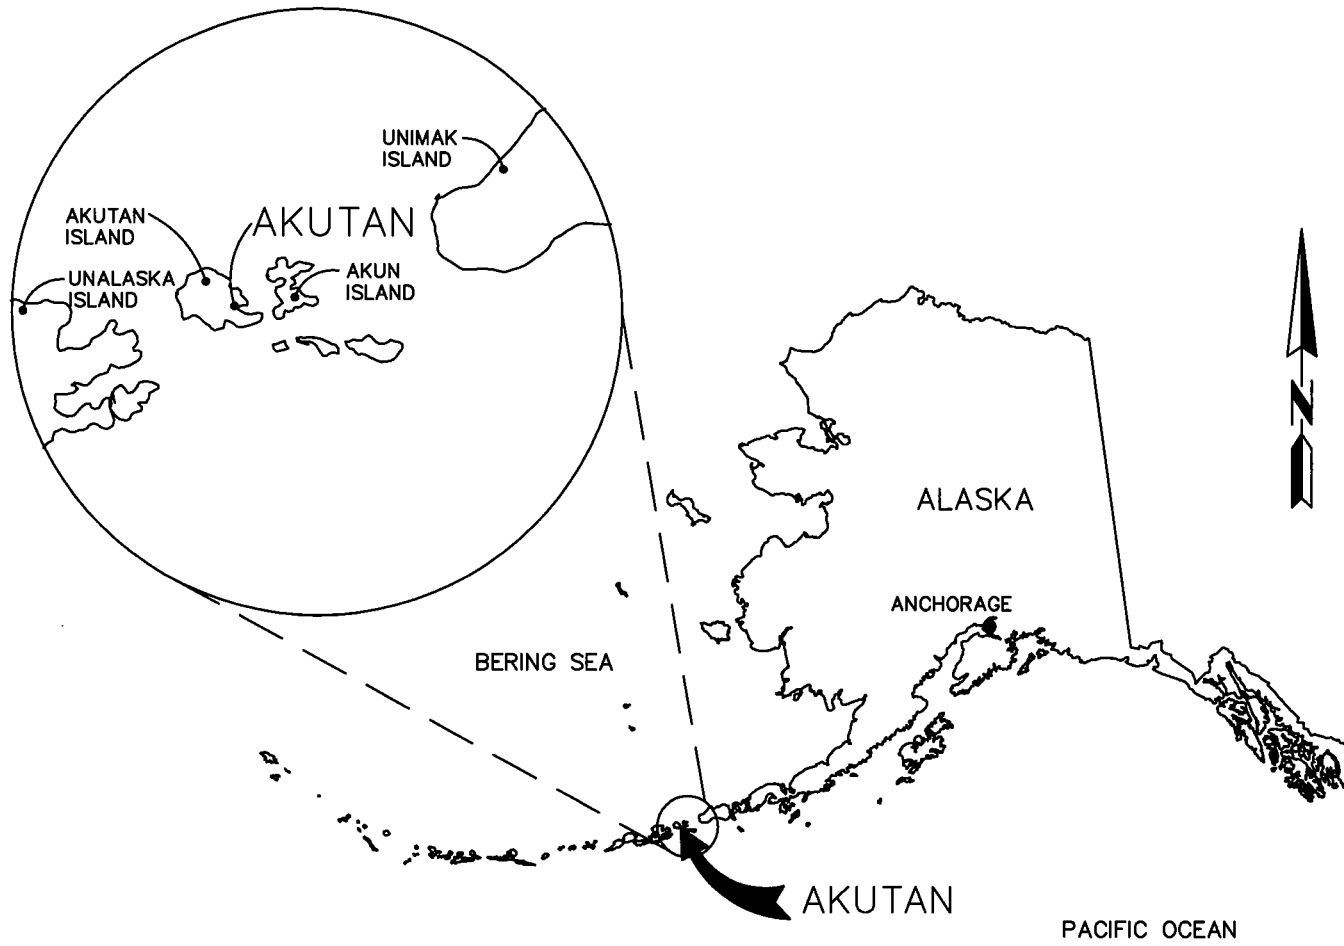 UNIMAK
ISLAND
AKUTAN
ISLAND
AKUTAN
UNALASKA
ISLAND
AKUN
ISLAND
N
ALASKA
ANCHORAGE
BERING SEA
AKUTAN
PACIFIC OCEAN